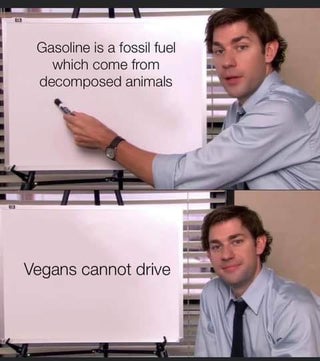 Gasoline is a fossil fuel
which come from
decomposed animals
Vegans cannot drive